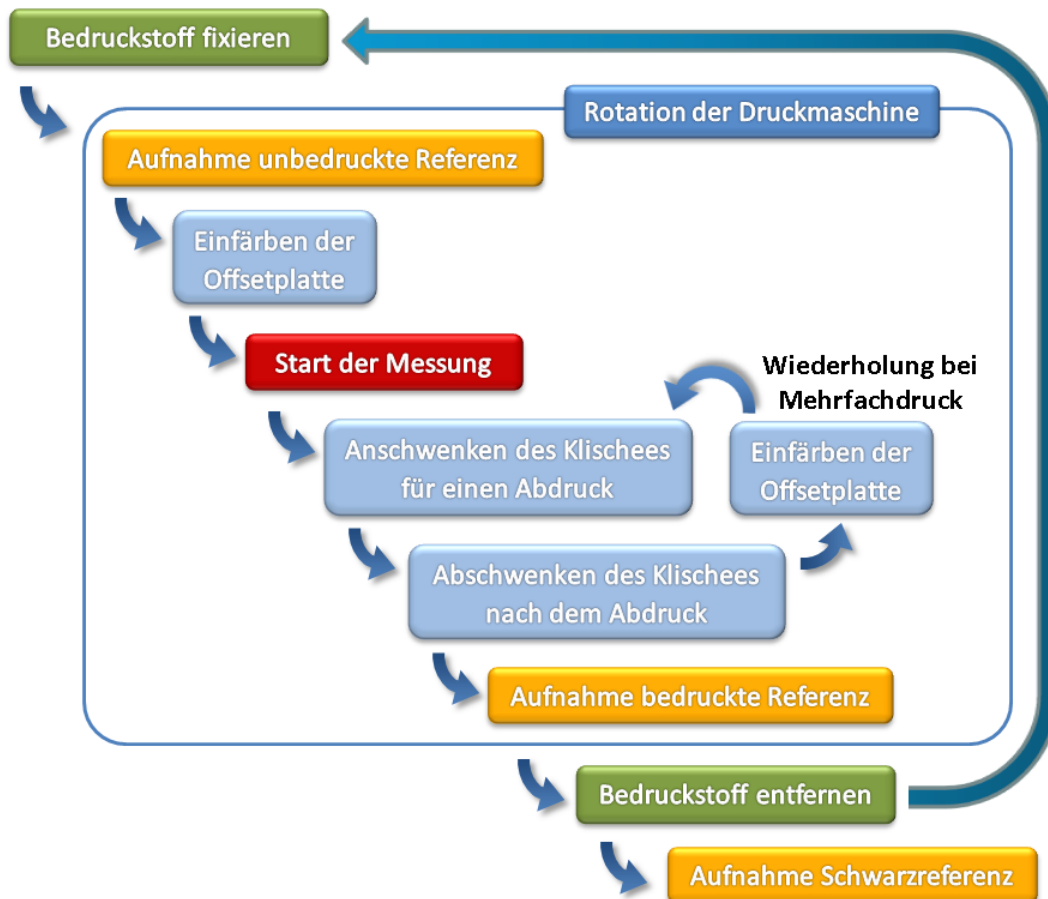 Bedruckstoff fixieren
Rotation der Druckmaschine
Aufnahme unbedruckte Referenz
Einfärben der
Offsetplatte
Start der Messung
Wiederholung bei
Mehrfachdruck
Anschwenken des Klischees
für einen Abdruck
Einfärben der
Offsetplatte
Abschwenken des Klischees
nach dem Abdruck
Aufnahme bedruckte Referenz
Bedruckstoff entfernen
Aufnahme Schwarzreferenz